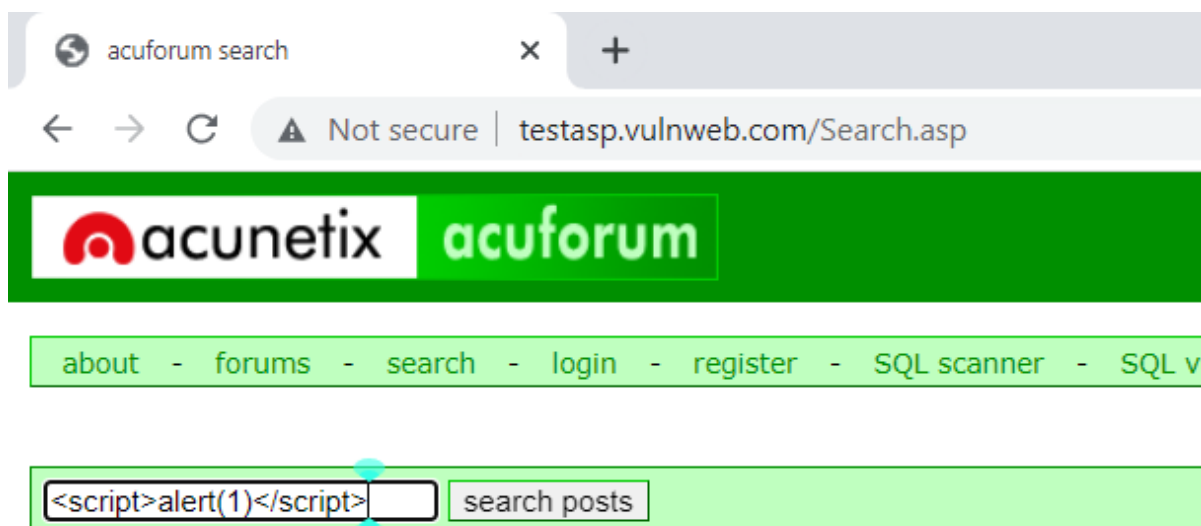 acuforum search
Not secure | testasp.vulnweb.com/Search.asp
acunetix acuforum
about - forums - search - login - register - SQL scanner - SQL v
<script>alert(1)</script> search posts